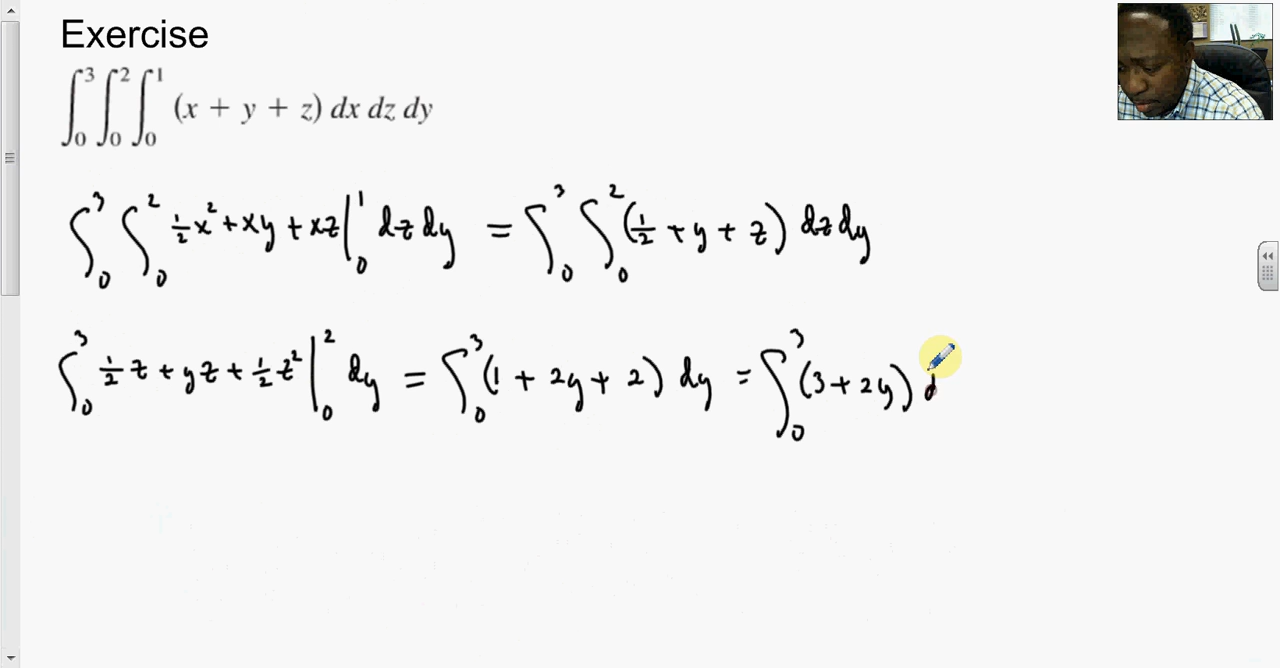 Exercise
∫₀³ ∫₀² ∫₀¹ (x + y + z) dx dz dy
∫₀³ ∫₀² ½x² + xy + xz |₀¹ dz dy = ∫₀³ ∫₀² (½ + y + z) dz dy
∫₀³ ½z + yz + ½z² |₀² dy = ∫₀³ (1 + 2y + 2) dy = ∫₀³ (3 + 2y) d